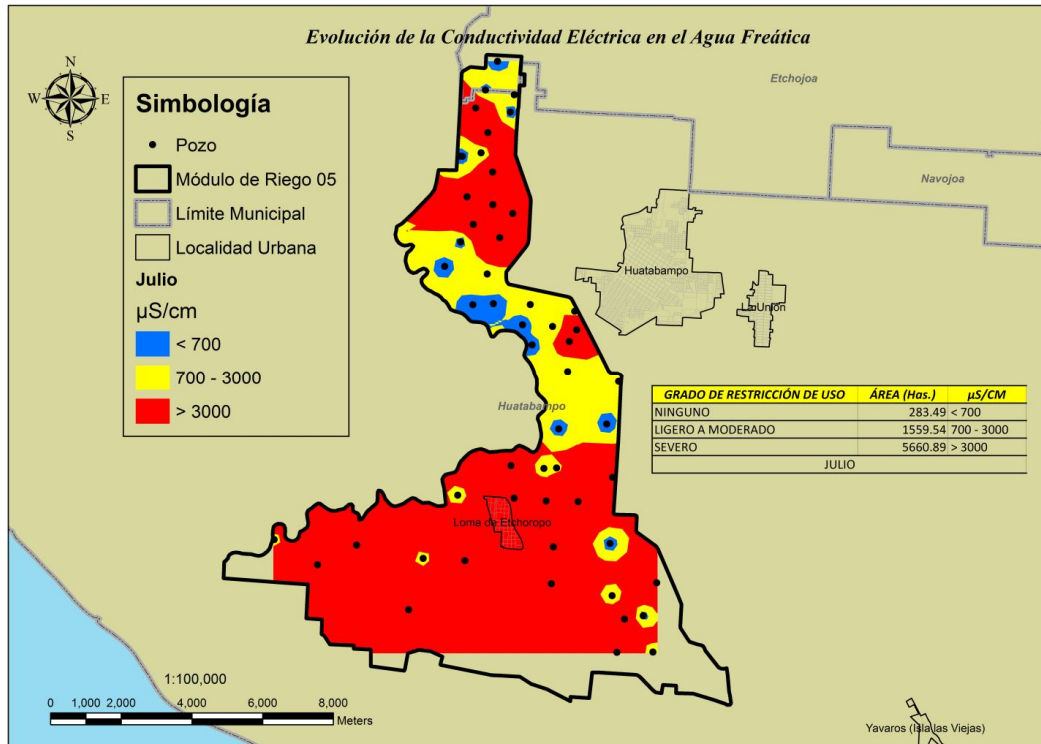 Evolución de la Conductividad Eléctrica en el Agua Freática
N
W E
S
Simbología
Pozo
Módulo de Riego 05
Límite Municipal
Localidad Urbana
Julio
µS/cm
< 700
700 - 3000
> 3000
Etchojoa
Navojoa
Huatabampo
La Union
Huatabampo
GRADO DE RESTRICCIÓN DE USO ÁREA (Has.) µS/CM
NINGUNO 283.49 < 700
LIGERO A MODERADO 1559.54 700 - 3000
SEVERO 5660.89 > 3000
JULIO
Loma de Etchoropo
1:100,000
0 1,000 2,000 4,000 6,000 8,000
Meters
Yavaros (Isla las Viejas)